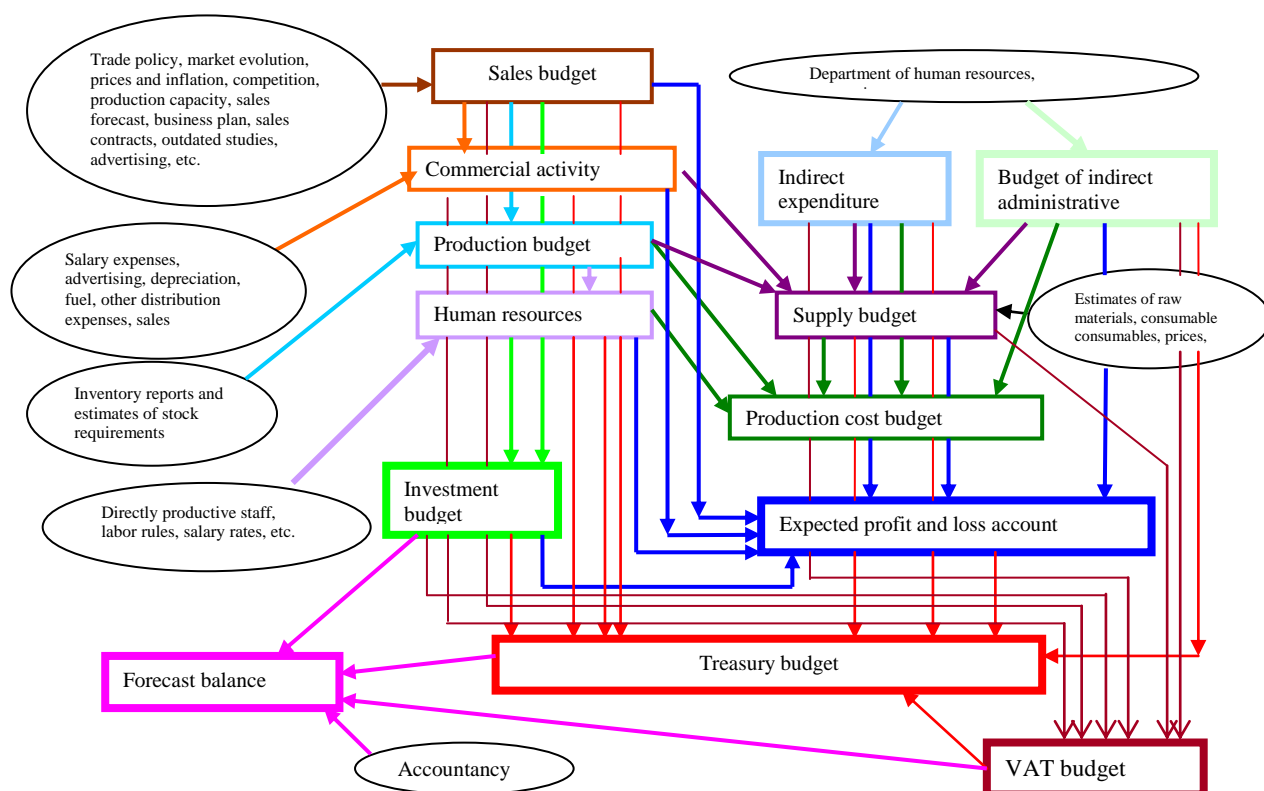 Trade policy, market evolution,
prices and inflation, competition,
production capacity, sales
forecast, business plan, sales
contracts, outdated studies,
advertising, etc.
Sales budget
Department of human resources,
.
Commercial activity
Indirect
expenditure
Budget of indirect
administrative
Production budget
Salary expenses,
advertising, depreciation,
fuel, other distribution
expenses, sales
Human resources
Supply budget
Estimates of raw
materials, consumable
consumables, prices,
Inventory reports and
estimates of stock
requirements
Production cost budget
Investment
budget
Directly productive staff,
labor rules, salary rates, etc.
Expected profit and loss account
Treasury budget
Forecast balance
Accountancy
VAT budget